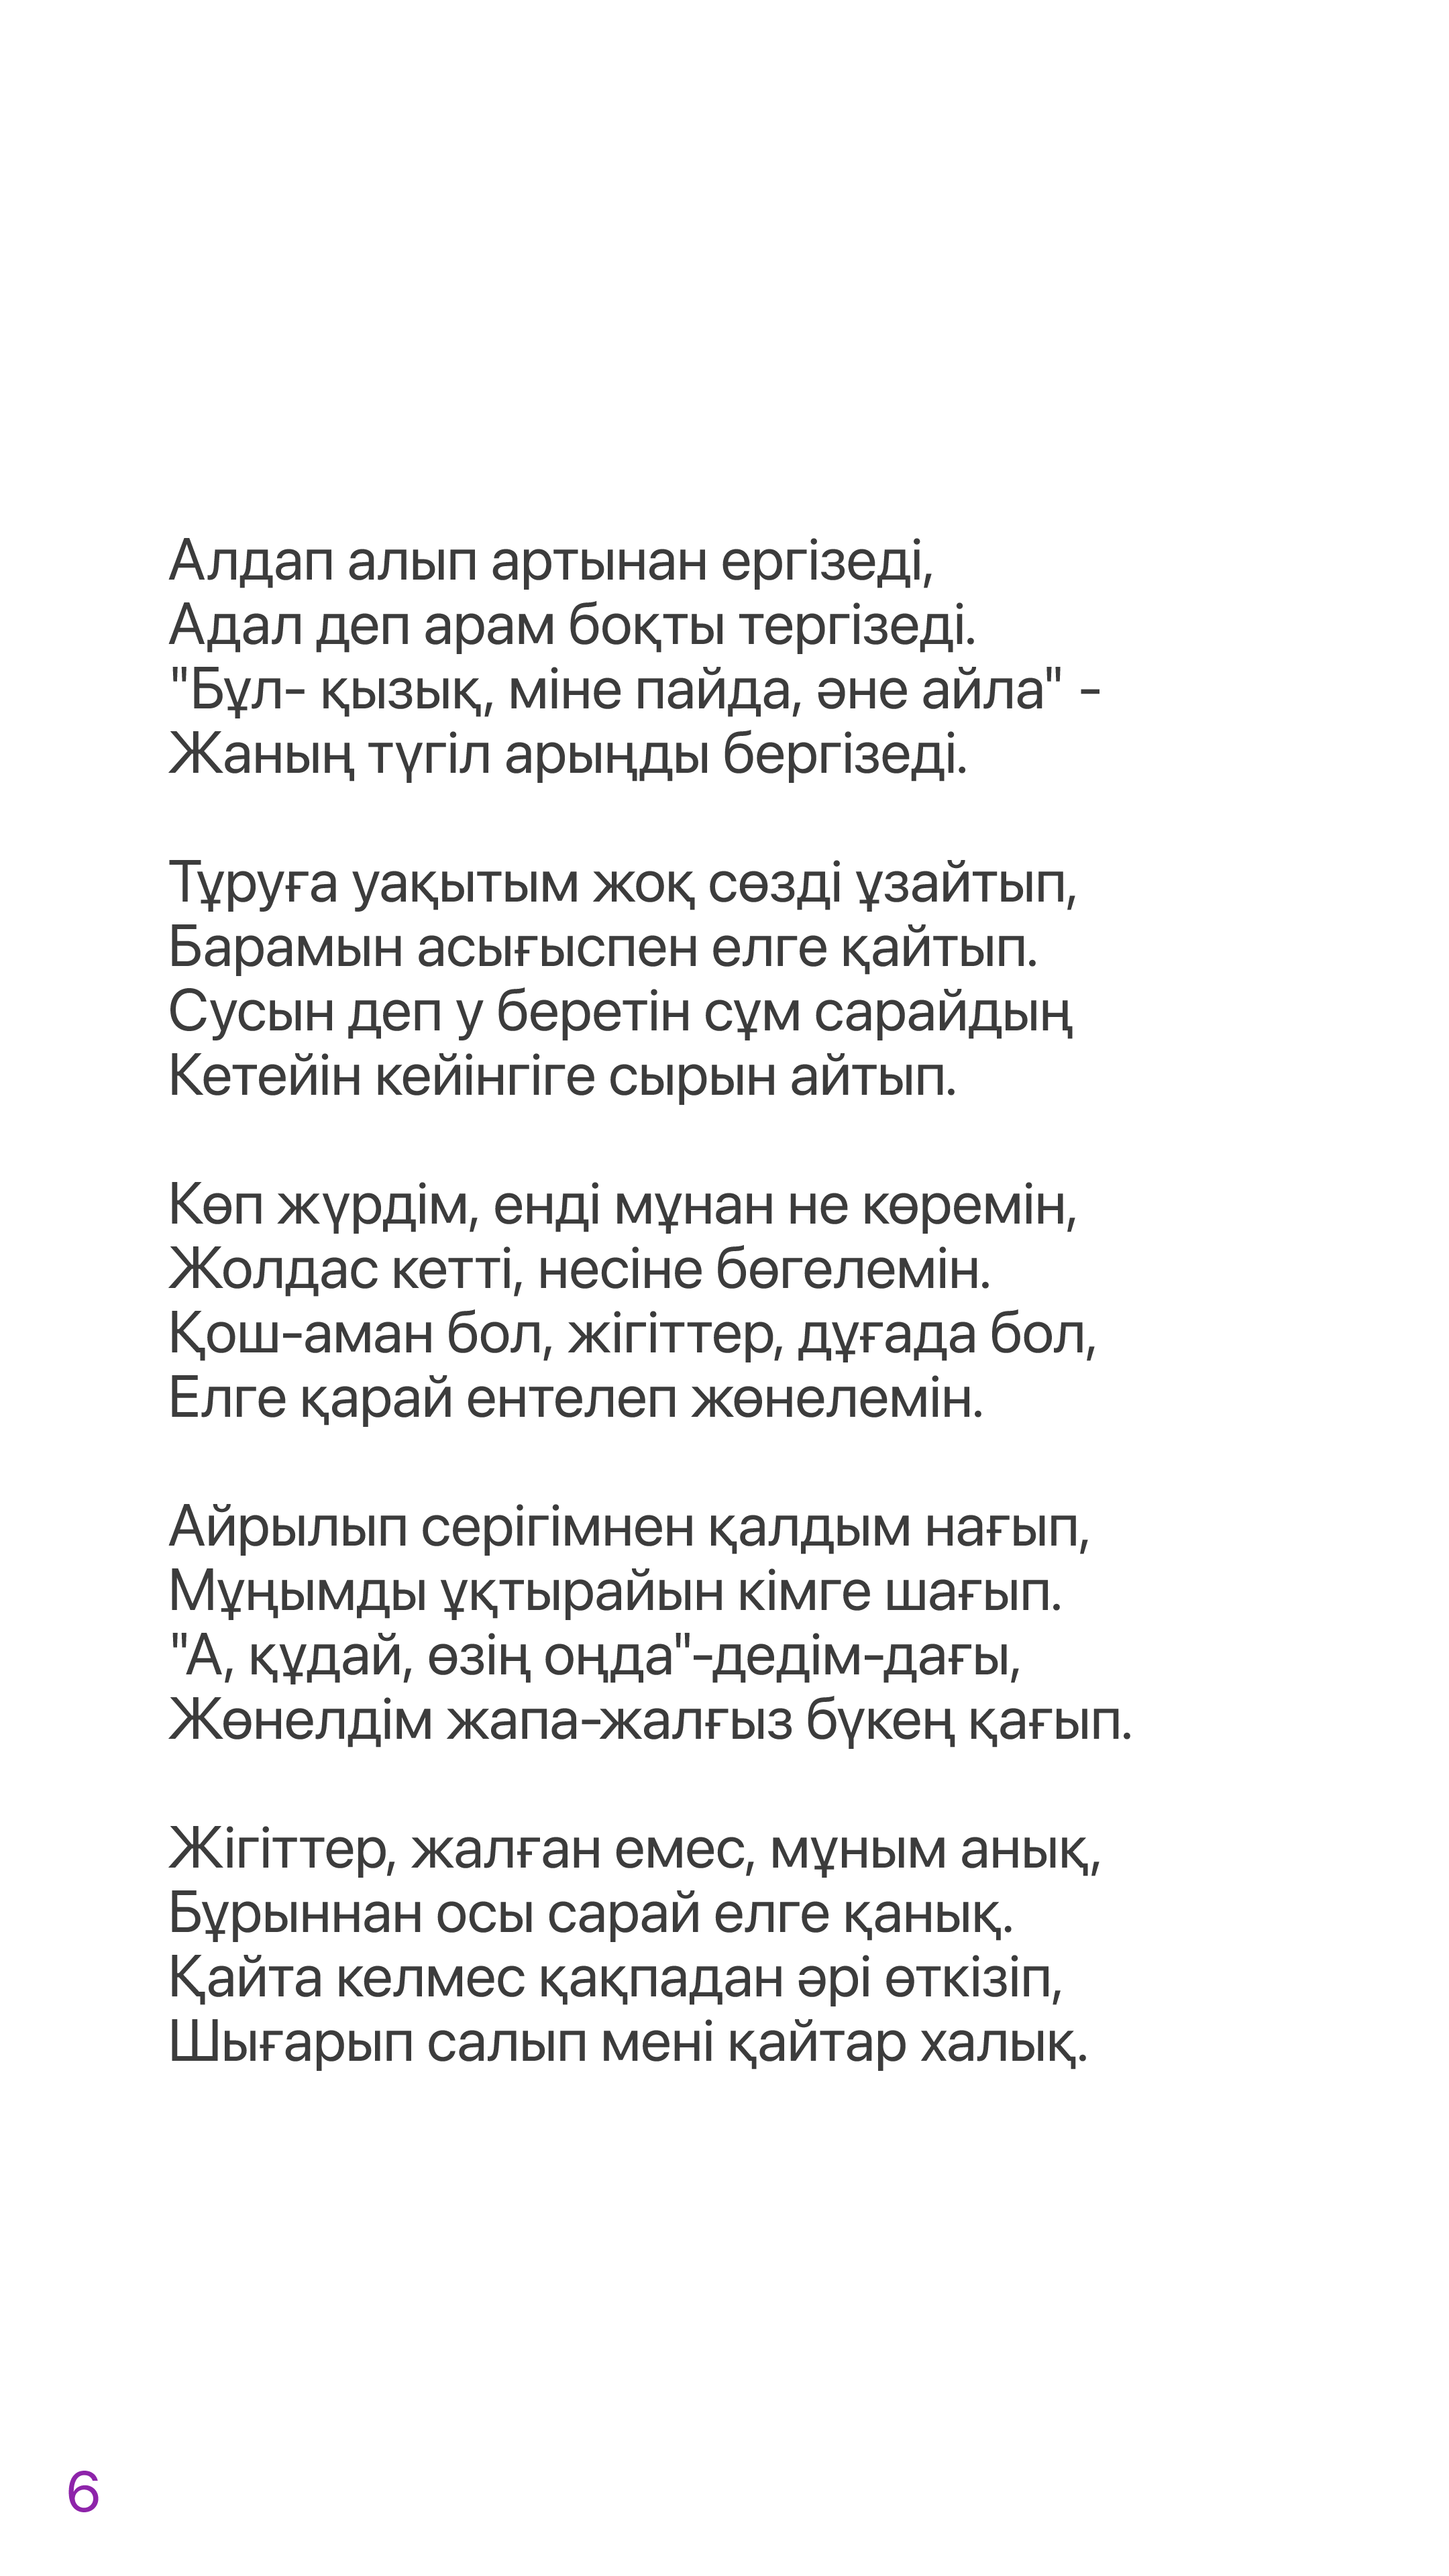 Алдап алып артынан ергізеді,
Адал деп арам боқты тергізеді.
"Бұл- қызық, міне пайда, әне айла" -
Жаның түгіл арыңды бергізеді.
Тұруға уақытым жоқ сөзді ұзайтып,
Барамын асығыспен елге қайтып.
Сусын деп у беретін сұм сарайдың
Кетейін кейінгіге сырын айтып.
Көп жүрдім, енді мұнан не көремін,
Жолдас кетті, несіне бөгелемін.
Қош-аман бол, жігіттер, дұғада бол,
Елге қарай ентелеп жөнелемін.
Айрылып серігімнен қалдым нағып,
Мұңымды ұқтырайын кімге шағып.
"А, құдай, өзің оңда"-дедім-дағы,
Жөнелдім жапа-жалғыз бүкең қағып.
Жігіттер, жалған емес, мұным анық,
Бұрыннан осы сарай елге қанық.
Қайта келмес қақпадан әрі өткізіп,
Шығарып салып мені қайтар халық.
6